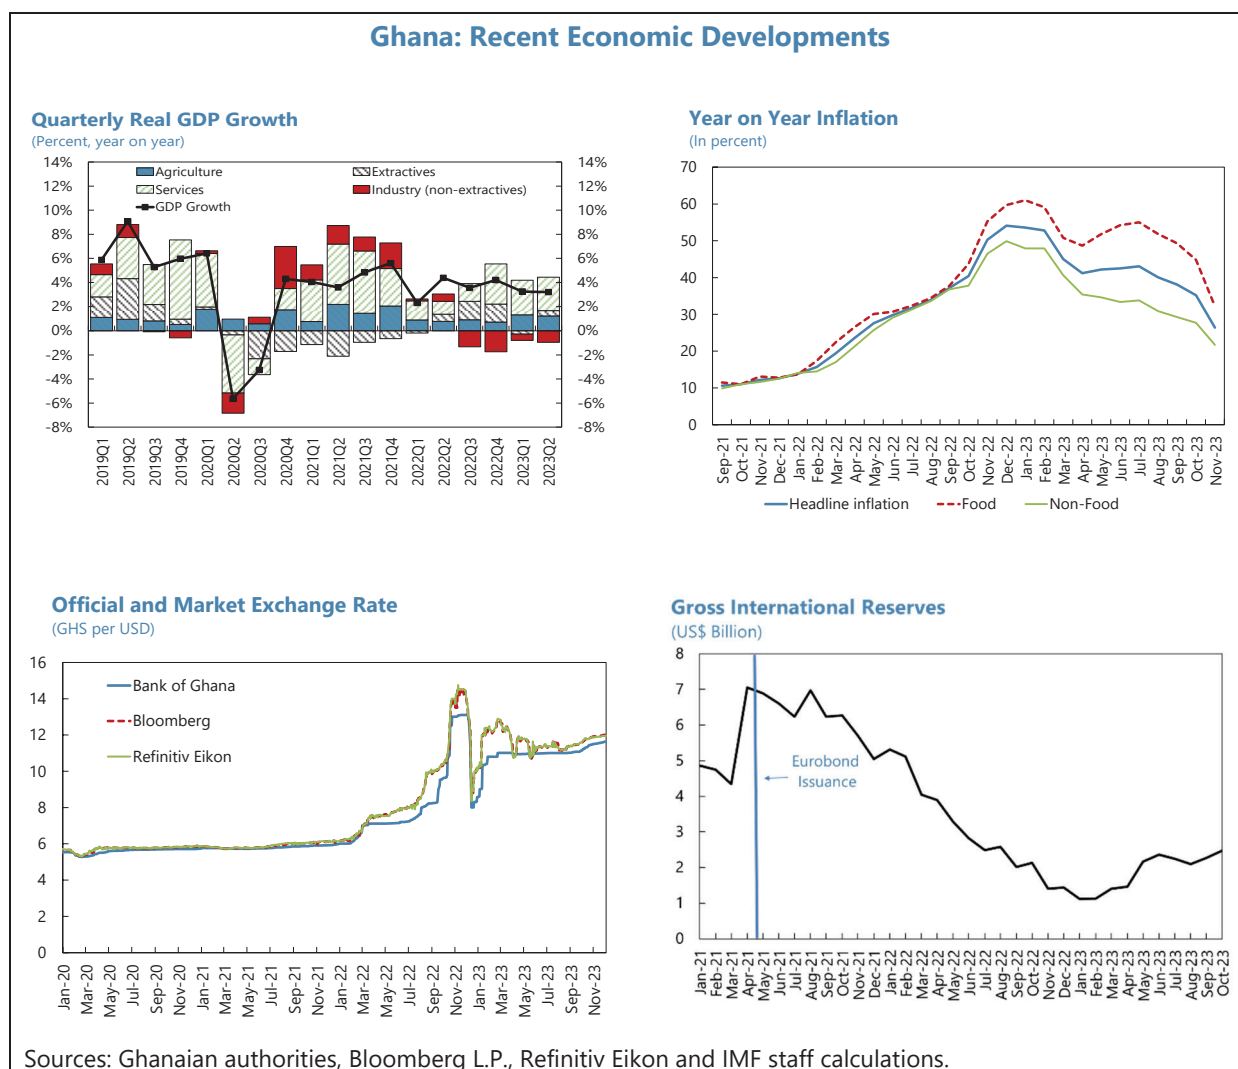 Ghana: Recent Economic Developments
Quarterly Real GDP Growth
(Percent, year on year)
14%
12%
10%
8%
6%
4%
2%
0%
-2%
-4%
-6%
-8%
Agriculture
Extractives
Services
Industry (non-extractives)
GDP Growth
14%
12%
10%
8%
6%
4%
2%
0%
-2%
-4%
-6%
-8%
2019Q1
2019Q2
2019Q3
2019Q4
2020Q1
2020Q2
2020Q3
2020Q4
2021Q1
2021Q2
2021Q3
2021Q4
2022Q1
2022Q2
2022Q3
2022Q4
2023Q1
2023Q2
Year on Year Inflation
(In percent)
70
60
50
40
30
20
10
0
Sep-21
Oct-21
Nov-21
Dec-21
Jan-22
Feb-22
Mar-22
Apr-22
May-22
Jun-22
Jul-22
Aug-22
Sep-22
Oct-22
Nov-22
Dec-22
Jan-23
Feb-23
Mar-23
Apr-23
May-23
Jun-23
Jul-23
Aug-23
Sep-23
Oct-23
Nov-23
Headline inflation
Food
Non-Food
Official and Market Exchange Rate
(GHS per USD)
16
14
12
10
8
6
4
2
0
Bank of Ghana
Bloomberg
Refinitiv Eikon
Jan-20
Mar-20
May-20
Jul-20
Sep-20
Nov-20
Jan-21
Mar-21
May-21
Jul-21
Sep-21
Nov-21
Jan-22
Mar-22
May-22
Jul-22
Sep-22
Nov-22
Jan-23
Mar-23
May-23
Jul-23
Sep-23
Nov-23
Gross International Reserves
(US$ Billion)
8
7
6
5
4
3
2
1
0
Eurobond
Issuance
Jan-21
Feb-21
Mar-21
Apr-21
May-21
Jun-21
Jul-21
Aug-21
Sep-21
Oct-21
Nov-21
Dec-21
Jan-22
Feb-22
Mar-22
Apr-22
May-22
Jun-22
Jul-22
Aug-22
Sep-22
Oct-22
Nov-22
Dec-22
Jan-23
Feb-23
Mar-23
Apr-23
May-23
Jun-23
Jul-23
Aug-23
Sep-23
Oct-23
Sources: Ghanaian authorities, Bloomberg L.P., Refinitiv Eikon and IMF staff calculations.